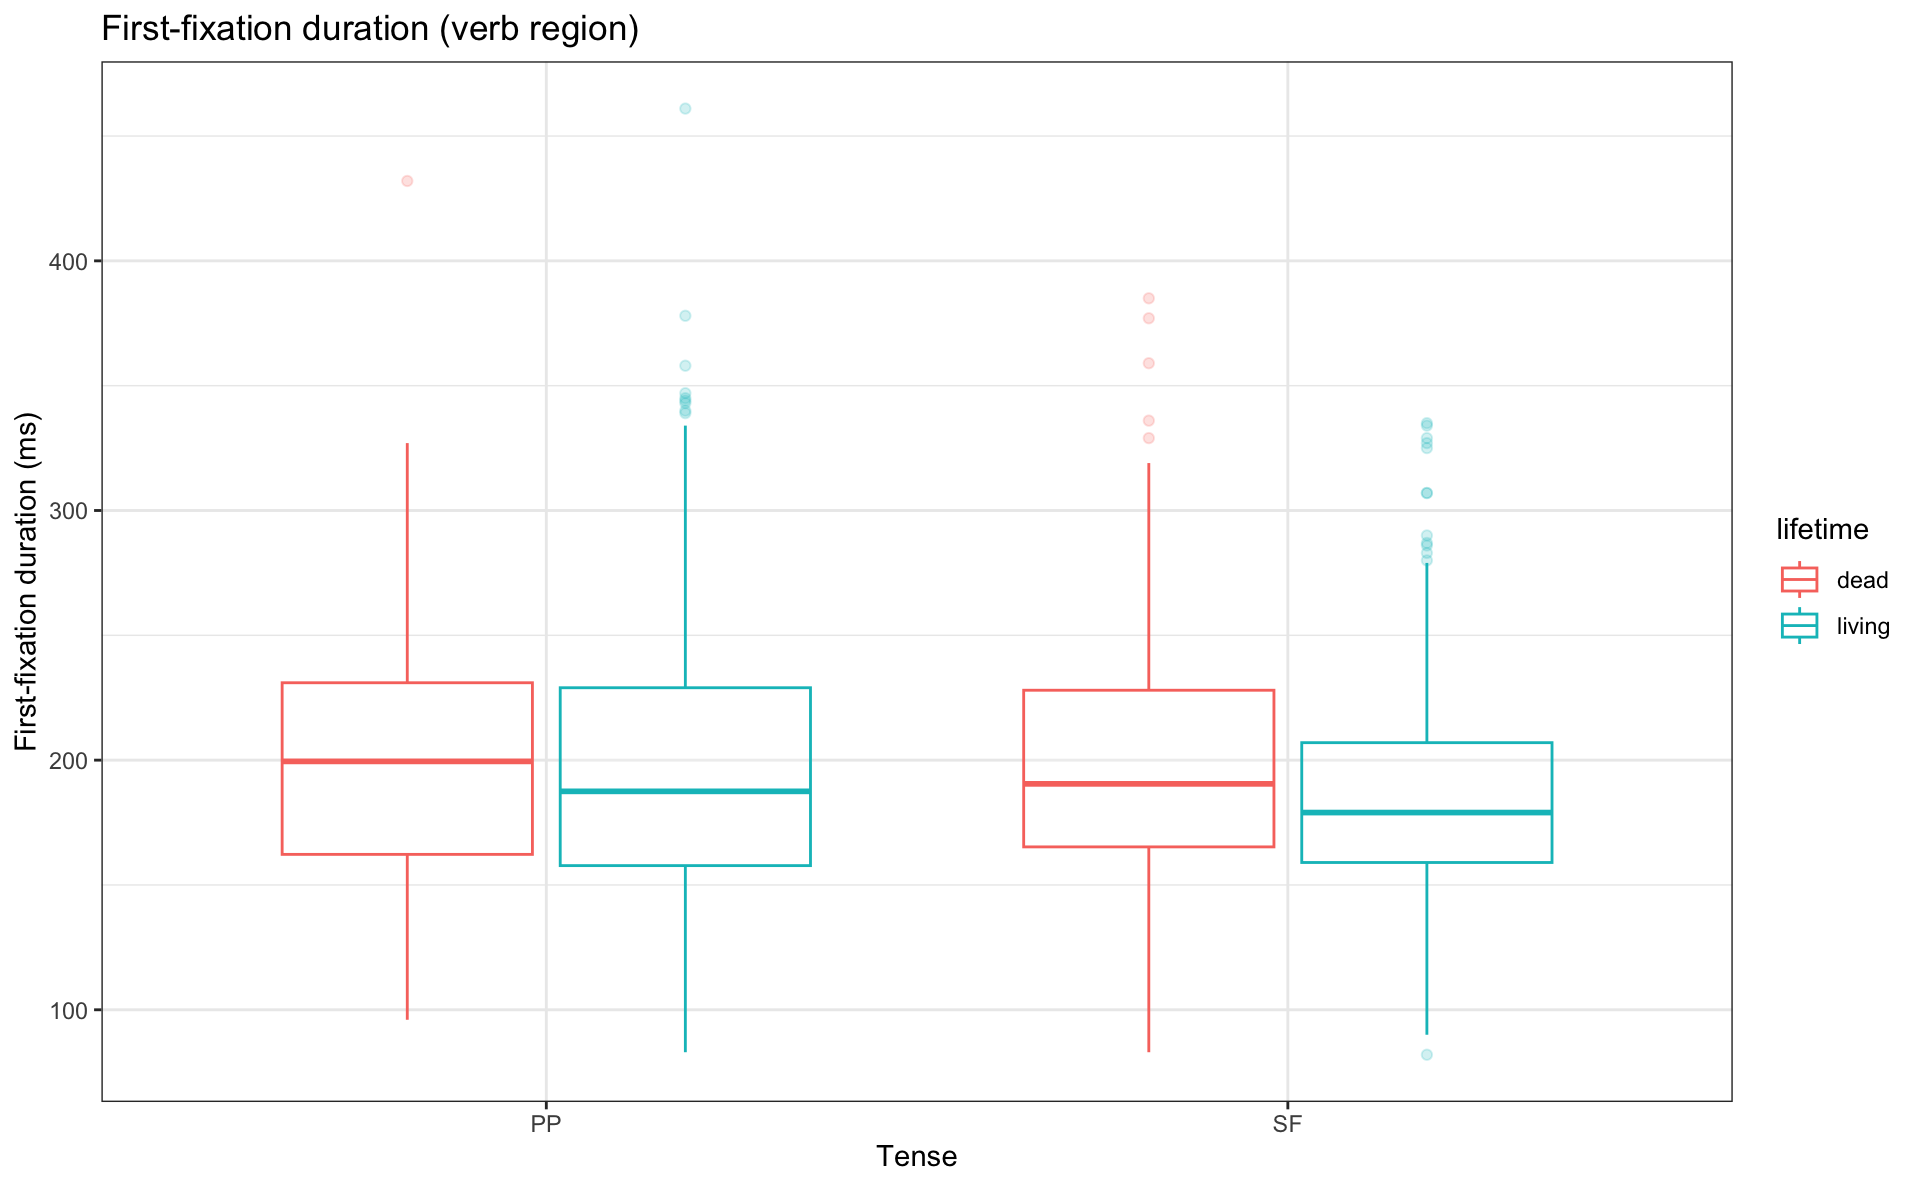 First-fixation duration (verb region)
First-fixation duration (ms)
400
300
200
100
PP
SF
Tense
lifetime
dead
living